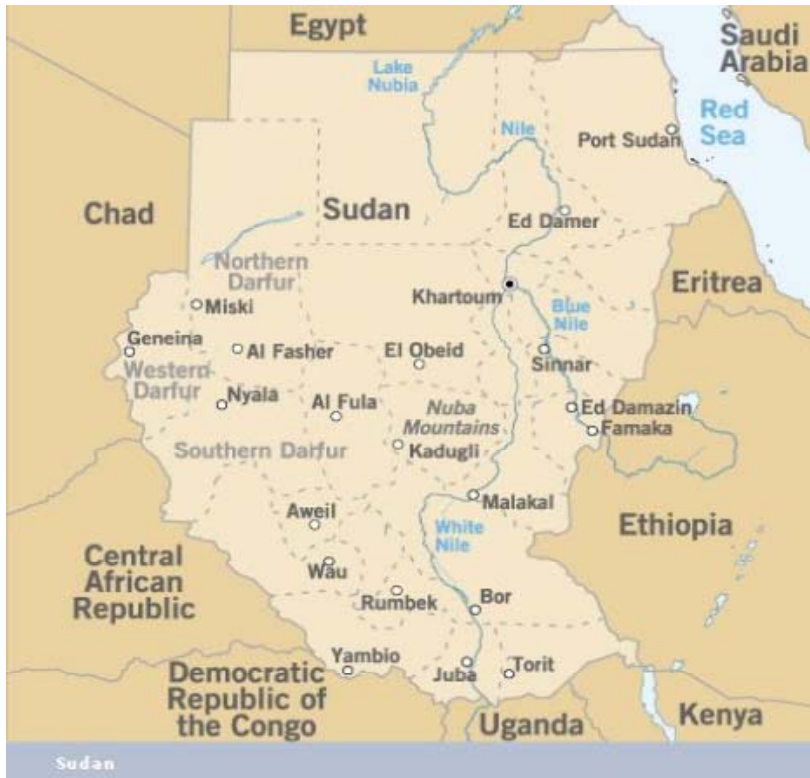 Egypt
Saudi
Arabia
Lake
Nubia
Red
Sea
Nile
Port Sudan
Chad
Sudan
Ed Damer
Northern
Darfur
Khartoum
Eritrea
Miski
Blue
Nile
Geneina
Al Fasher
El Obeid
Sinnar
Western
Darfur
Nyala
Al Fula
Nuba
Mountains
Ed Damazin
Famaka
Southern Darfur
Kadugli
Malakal
Aweil
White
Nile
Ethiopia
Central
African
Republic
Wau
Rumbek
Bor
Yambio
Juba
Torit
Democratic
Republic of
the Congo
Uganda
Kenya
Sudan